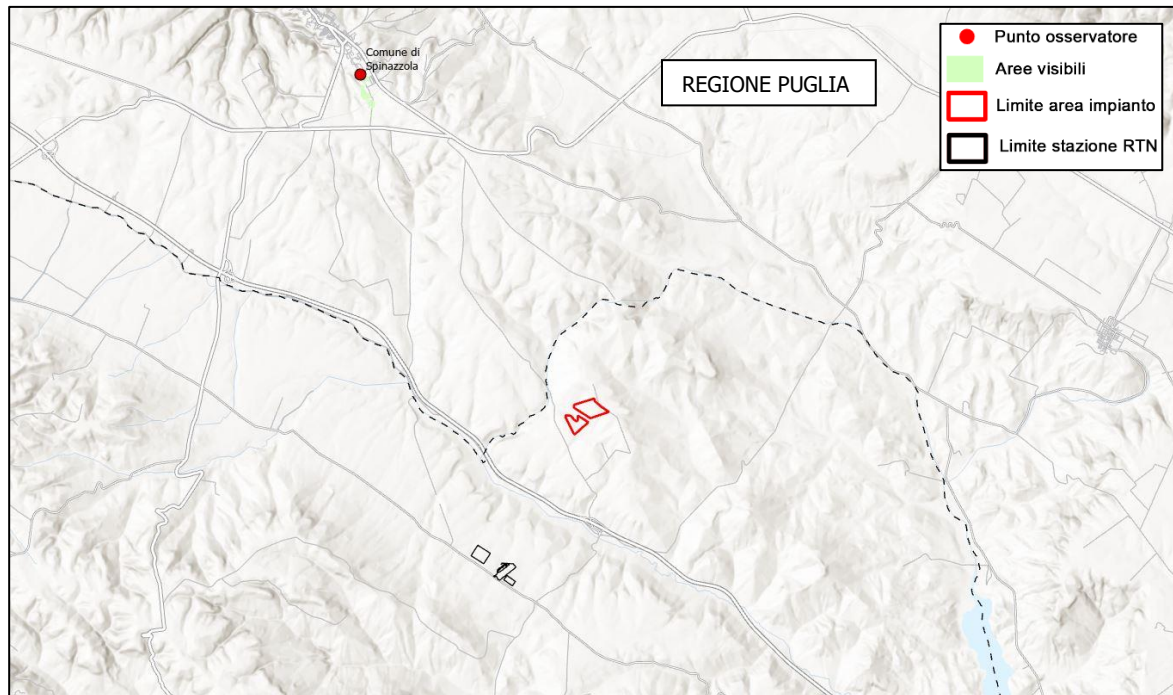 Comune di
Spinazzola
REGIONE PUGLIA
Punto osservatore
Aree visibili
Limite area impianto
Limite stazione RTN